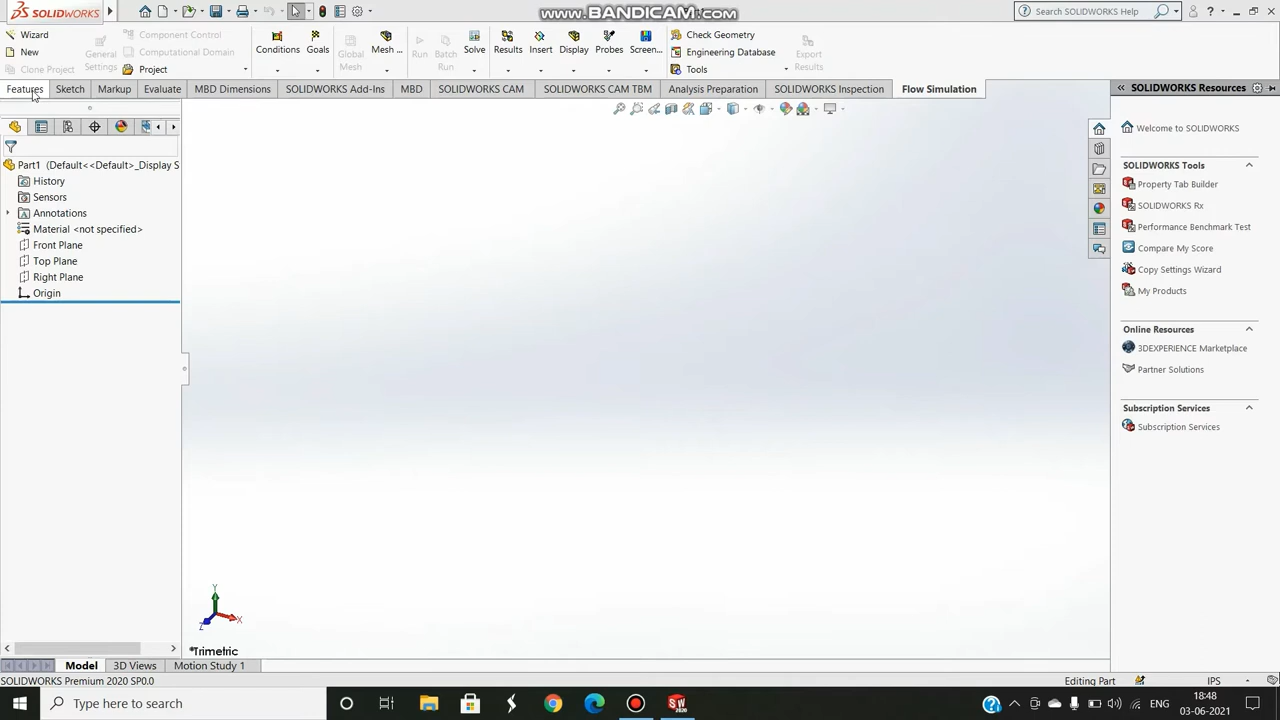 SOLIDWORKS
www.BANDICAM.com
Search SOLIDWORKS Help
Wizard
New
Clone Project
General Settings
Component Control
Computational Domain
Project
Conditions
Goals
Global Mesh
Mesh ...
Run
Batch Run
Solve
Results
Insert
Display
Probes
Screen...
Check Geometry
Engineering Database
Tools
Export Results
Features
Sketch
Markup
Evaluate
MBD Dimensions
SOLIDWORKS Add-Ins
MBD
SOLIDWORKS CAM
SOLIDWORKS CAM TBM
Analysis Preparation
SOLIDWORKS Inspection
Flow Simulation
SOLIDWORKS Resources
Part1 (Default<<Default>_Display S
History
Sensors
Annotations
Material <not specified>
Front Plane
Top Plane
Right Plane
Origin
Welcome to SOLIDWORKS
SOLIDWORKS Tools
Property Tab Builder
SOLIDWORKS Rx
Performance Benchmark Test
Compare My Score
Copy Settings Wizard
My Products
Online Resources
3DEXPERIENCE Marketplace
Partner Solutions
Subscription Services
Subscription Services
Y
X
Z
*Trimetric
Model
3D Views
Motion Study 1
SOLIDWORKS Premium 2020 SP0.0
Editing Part
IPS
Type here to search
SW
2020
ENG
18:48
03-06-2021